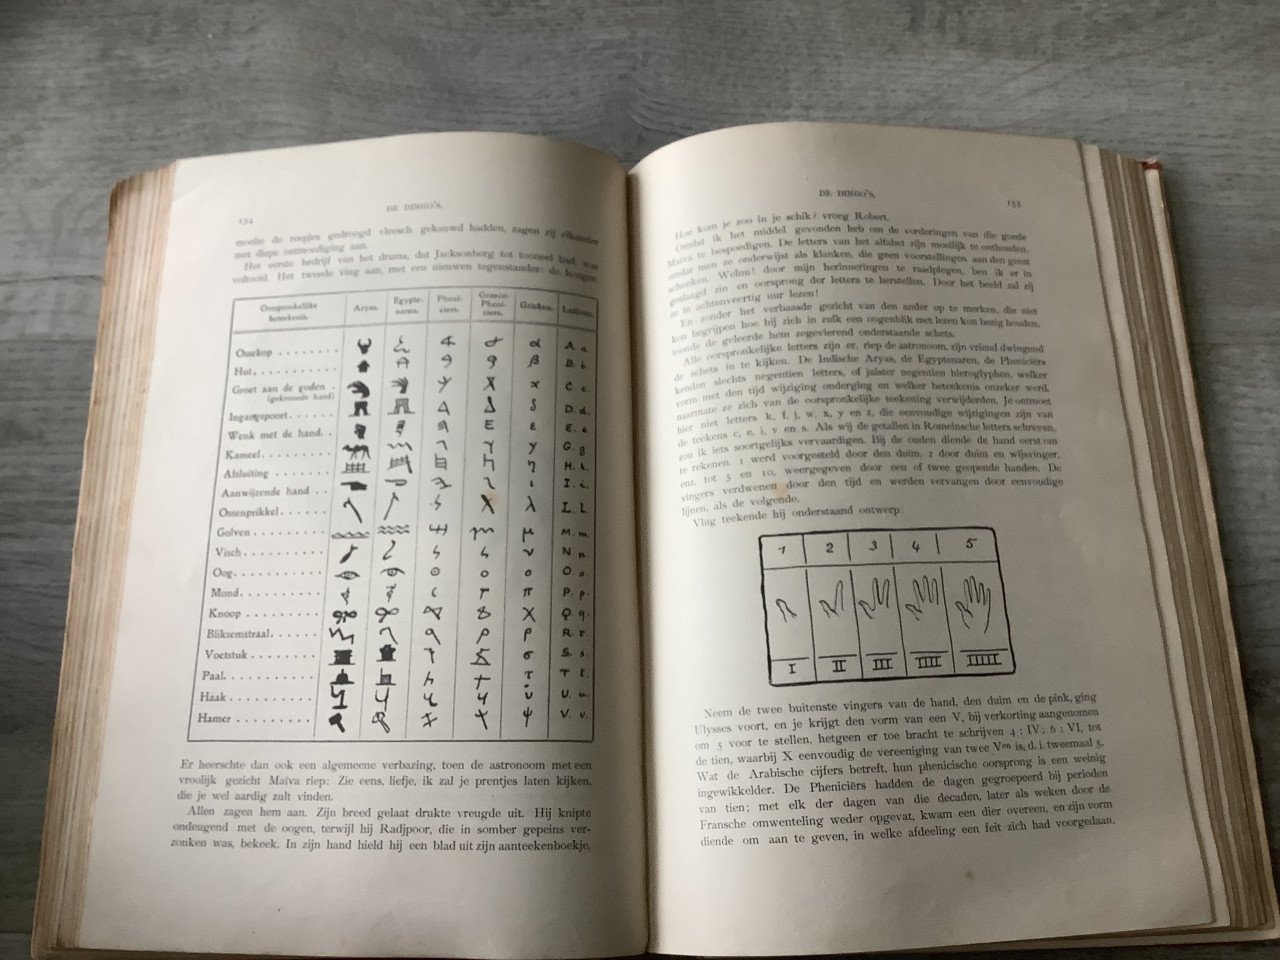 134
DE DINGO'S.
moeite de reepjes gedroogd vleesch gekauwd hadden, zagen zij elkander
met diepe ontmoediging aan.
Het eerste bedrijf van het drama, dat Jacksonberg tot tooneel had, was
voltooid. Het tweede ving aan, met een nieuwen tegenstander: de honger.
Oorspronkelijke beteekenis. Aryas. Egypte-naren. Pheni-ciërs. Graeco-Pheni-ciërs. Grieken. Latijnen.
Ossekop α A a
Hut β B b
Groet aan de goden C c
(gekromde hand)
Ingangspoort D d
Wenk met de hand E e
Kameel G g
Afsluiting H h
Aanwijzende hand I i
Ossenprikkel λ L l
Golven μ M m
Visch N n
Oog O o
Mond π P p
Knoop Q q
Bliksemstraal ρ R r
Voetstuk σ S s
Paal τ T t
Haak U u
Hamer ψ V v
Er heerschte dan ook een algemeene verbazing, toen de astronoom met een
vroolijk gezicht Maïva riep: Zie eens, liefje, ik zal je prentjes laten kijken,
die je wel aardig zult vinden.
Allen zagen hem aan. Zijn breed gelaat drukte vreugde uit. Hij knipte
ondeugend met de oogen, terwijl hij Radjpoor, die in somber gepeins ver-
zonken was, bekeek. In zijn hand hield hij een blad uit zijn aanteekenboekje.
DE DINGO'S.
135
Hoe kom je zoo in je schik? vroeg Robert.
Omdat ik het middel gevonden heb om de vorderingen van die goede
Maïva te bespoedigen. De letters van het alfabet zijn moeilijk te onthouden,
omdat men ze onderwijst als klanken, die geen voorstellingen aan den geest
schenken. Welnu! door mijn herinneringen te raadplegen, ben ik er in
geslaagd zin en oorsprong der letters te herstellen. Door het beeld zal zij
ze in achtenveertig uur lezen!
En zonder het verbaasde gezicht van den ander op te merken, die niet
kon begrijpen hoe hij zich in zulk een oogenblik met lezen kon bezig houden,
toonde de geleerde hem zegevierend onderstaande schets.
Alle oorspronkelijke letters zijn er, riep de astronoom, zijn vriend dwingend
de schets in te kijken. De Indische Aryas, de Egyptenaren, de Pheniciërs
kenden slechts negentien letters, of juister negentien hieroglyphen, welker
vorm met den tijd wijziging onderging en welker beteekenis onzeker werd,
naarmate ze zich van de oorspronkelijke teekening verwijderden. Je ontmoet
hier niet letters k, f, j, w, x, y en z, die eenvoudige wijzigingen zijn van
de teekens c, e, i, v en s. Als wij de getallen in Romeinsche letters schreven,
zou ik iets soortgelijks vervaardigen. Bij de ouden diende de hand eerst om
te rekenen. 1 werd voorgesteld door den duim, 2 door duim en wijsvinger,
enz. tot 5 en 10, weergegeven door een of twee geopende handen. De
vingers verdwenen door den tijd en werden vervangen door eenvoudige
lijnen, als de volgende.
Vlug teekende hij onderstaand ontwerp:
1 2 3 4 5
I II III IIII IIIII
Neem de twee buitenste vingers van de hand, den duim en de pink, ging
Ulysses voort, en je krijgt den vorm van een V, bij verkorting aangenomen
om 5 voor te stellen, hetgeen er toe bracht te schrijven 4: IV; 6: VI, tot
de tien, waarbij X eenvoudig de vereeniging van twee Ven is, d. i. tweemaal 5.
Wat de Arabische cijfers betreft, hun phenicische oorsprong is een weinig
ingewikkelder. De Pheniciërs hadden de dagen gegroepeerd bij perioden
van tien; met elk der dagen van die decaden, later als weken door de
Fransche omwenteling weder opgevat, kwam een dier overeen, en zijn vorm
diende om aan te geven, in welke afdeeling een feit zich had voorgedaan.